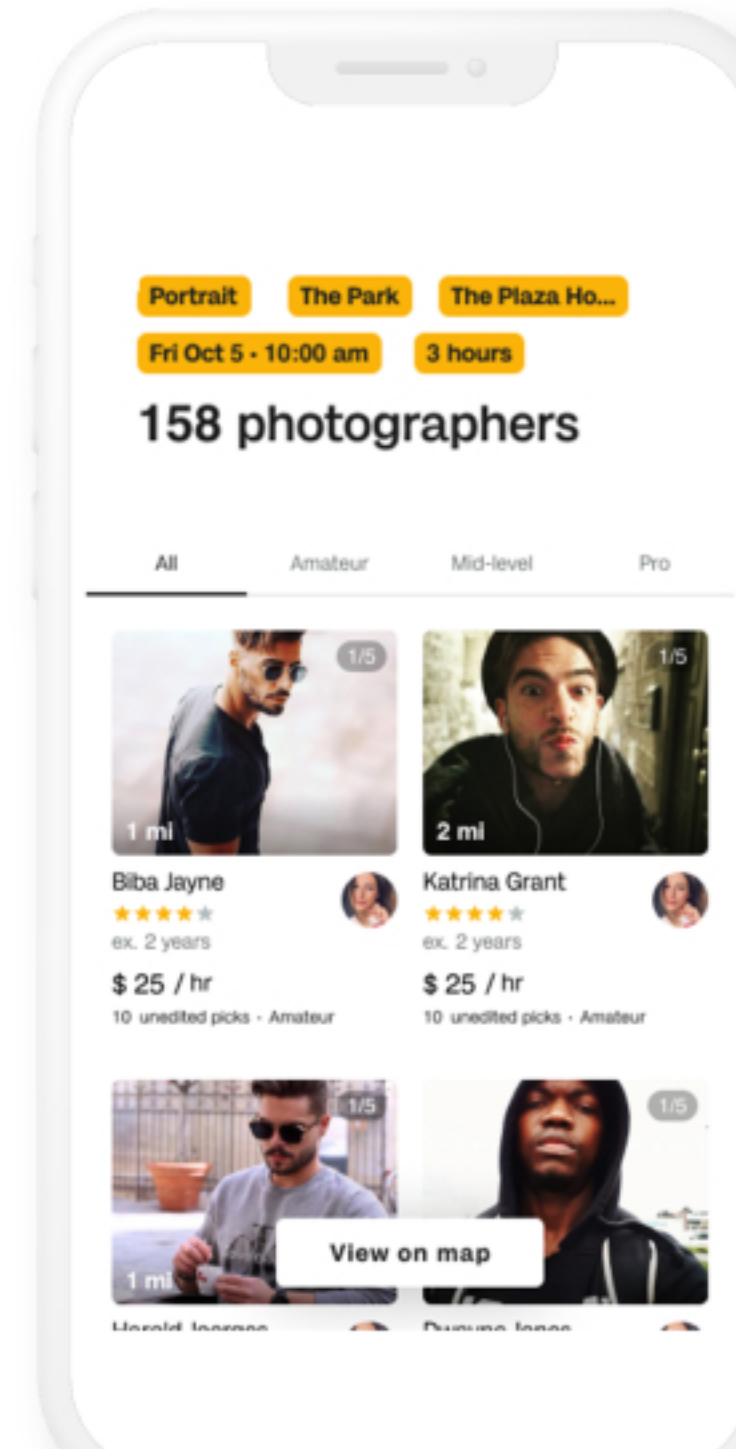 Portrait The Park The Plaza Ho...
Fri Oct 5 • 10:00 am 3 hours
158 photographers
All Amateur Mid-level Pro
1/5 1/5
1 mi 2 mi
Biba Jayne Katrina Grant
ex. 2 years ex. 2 years
$ 25 / hr $ 25 / hr
10 unedited picks • Amateur 10 unedited picks • Amateur
1/5 1/5
View on map
1 mi